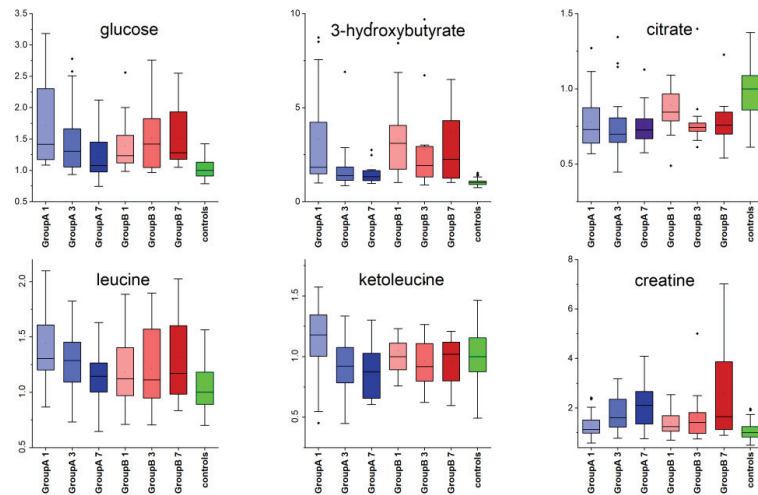 glucose
3.5
3.0
2.5
2.0
1.5
1.0
0.5
GroupA 1
GroupA 3
GroupA 7
GroupB 1
GroupB 3
GroupB 7
controls
3-hydroxybutyrate
10
5
0
GroupA 1
GroupA 3
GroupA 7
GroupB 1
GroupB 3
GroupB 7
controls
citrate
1.5
1.0
0.75
0.5
GroupA 1
GroupA 3
GroupA 7
GroupB 1
GroupB 3
GroupB 7
controls
leucine
2.0
1.5
1.0
0.5
GroupA 1
GroupA 3
GroupA 7
GroupB 1
GroupB 3
GroupB 7
controls
ketoleucine
1.5
1.0
0.5
GroupA 1
GroupA 3
GroupA 7
GroupB 1
GroupB 3
GroupB 7
controls
creatine
8
6
4
2
GroupA 1
GroupA 3
GroupA 7
GroupB 1
GroupB 3
GroupB 7
controls